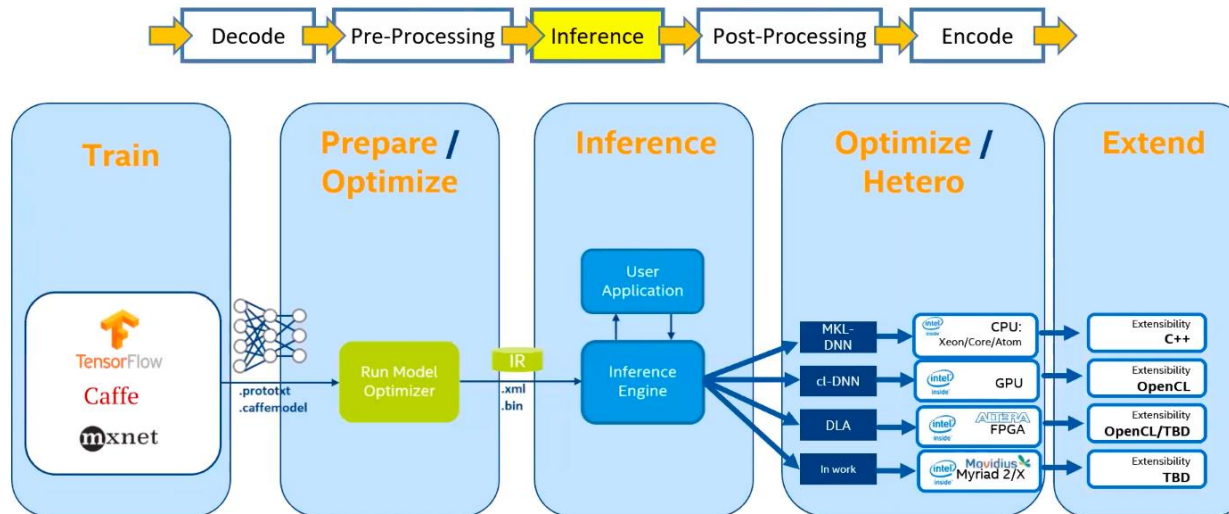 Decode
Pre-Processing
Inference
Post-Processing
Encode
Train
Prepare /
Optimize
Inference
Optimize /
Hetero
Extend
TensorFlow
Caffe
mxnet
.prototxt
.caffemodel
Run Model
Optimizer
IR
.xml
.bin
User
Application
Inference
Engine
MKL-
DNN
intel inside
CPU:
Xeon/Core/Atom
Extensibility
C++
cl-DNN
intel inside
GPU
Extensibility
OpenCL
DLA
intel inside
ALTERA
FPGA
Extensibility
OpenCL/TBD
In work
intel inside
Movidius
Myriad 2/X
Extensibility
TBD